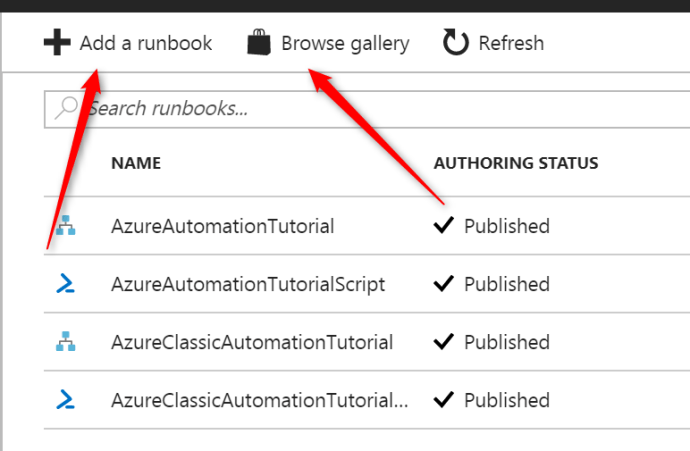 Add a runbook Browse gallery Refresh
Search runbooks...
NAME AUTHORING STATUS
AzureAutomationTutorial Published
AzureAutomationTutorialScript Published
AzureClassicAutomationTutorial Published
AzureClassicAutomationTutorial... Published